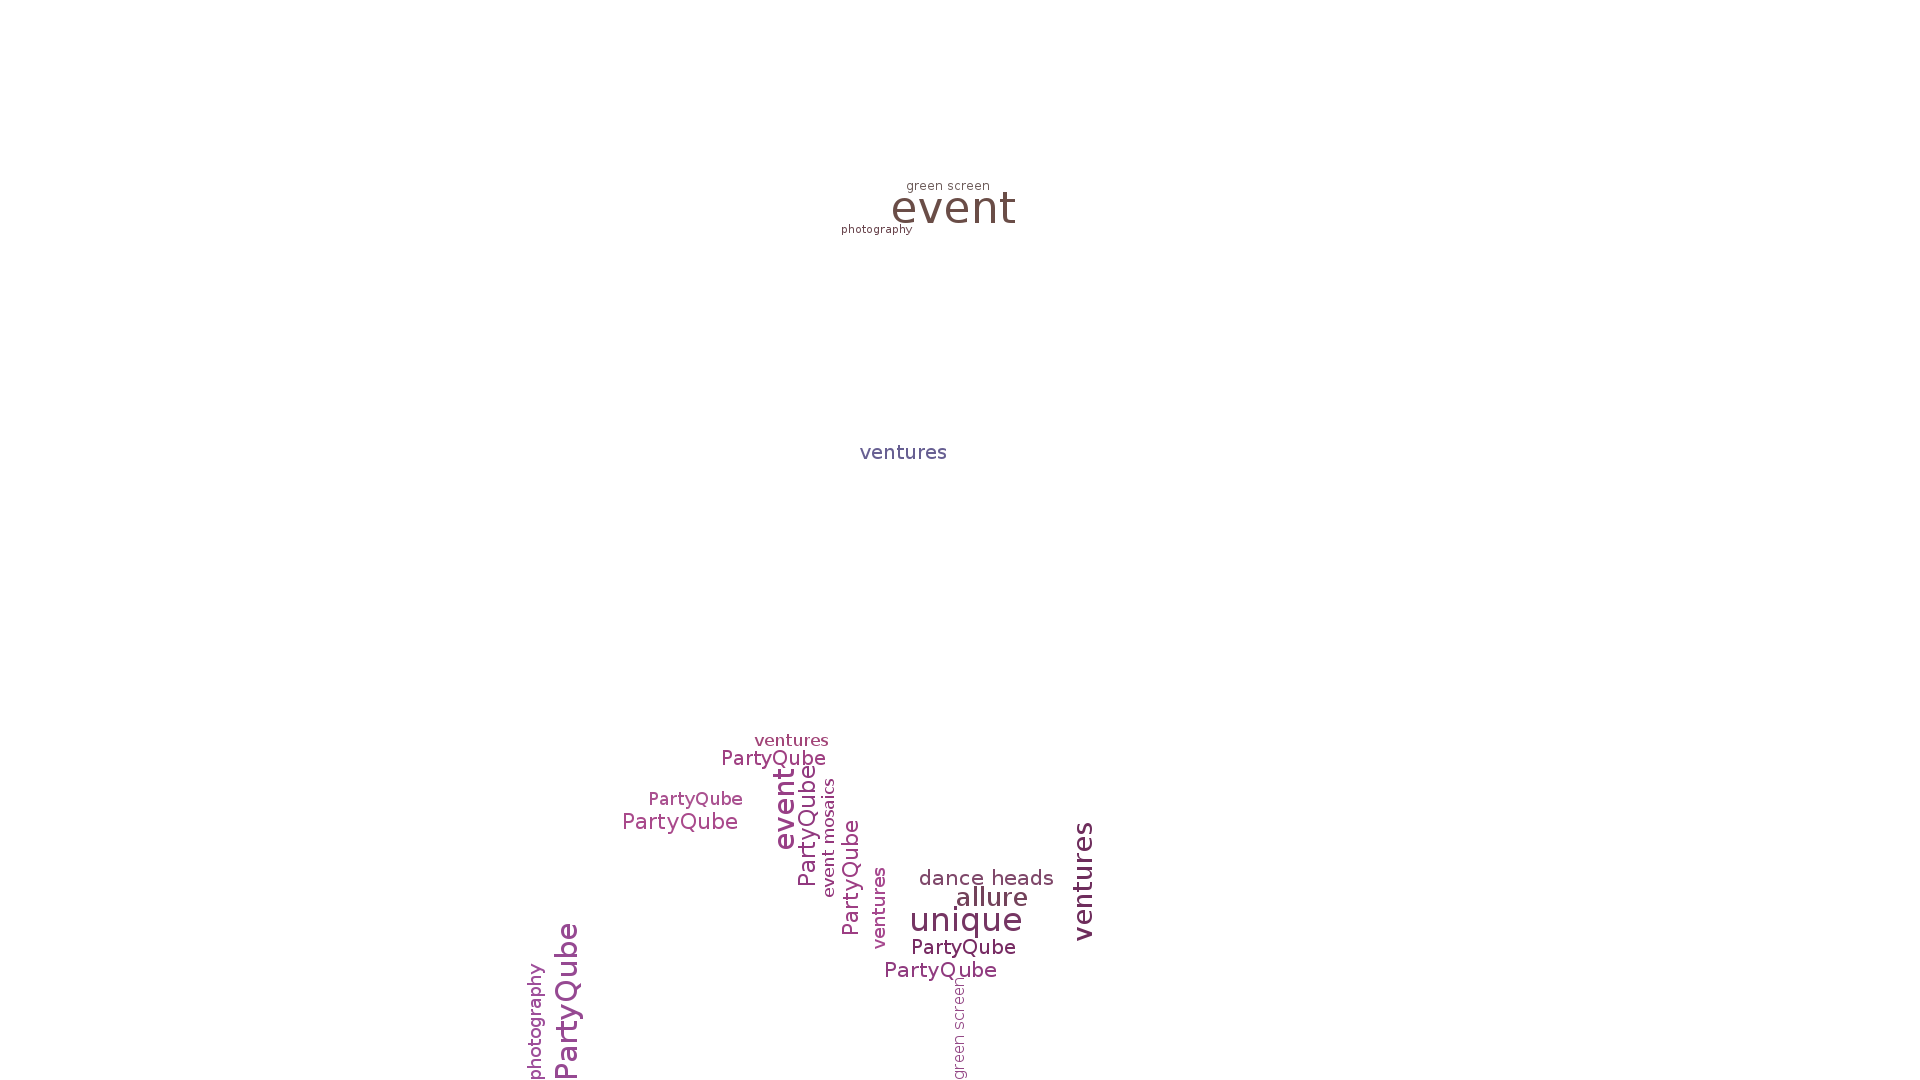 green screen
event
photography
ventures
ventures
PartyQube
event
PartyQube
event mosaics
PartyQube
PartyQube
PartyQube
ventures
dance heads
allure
unique
PartyQube
PartyQube
ventures
green screen
photography
PartyQube